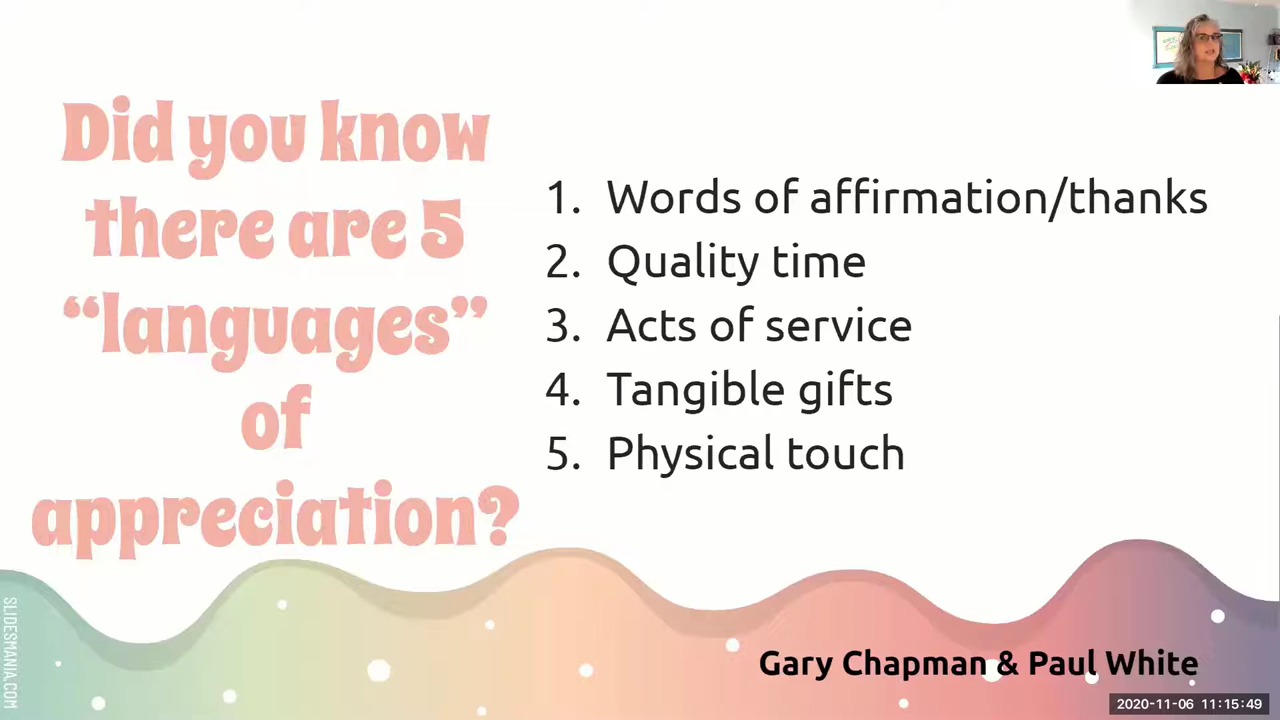 Did you know
there are 5
“languages”
of
appreciation?
1. Words of affirmation/thanks
2. Quality time
3. Acts of service
4. Tangible gifts
5. Physical touch
Gary Chapman & Paul White
SLIDESMANIA.COM
2020-11-06 11:15:49